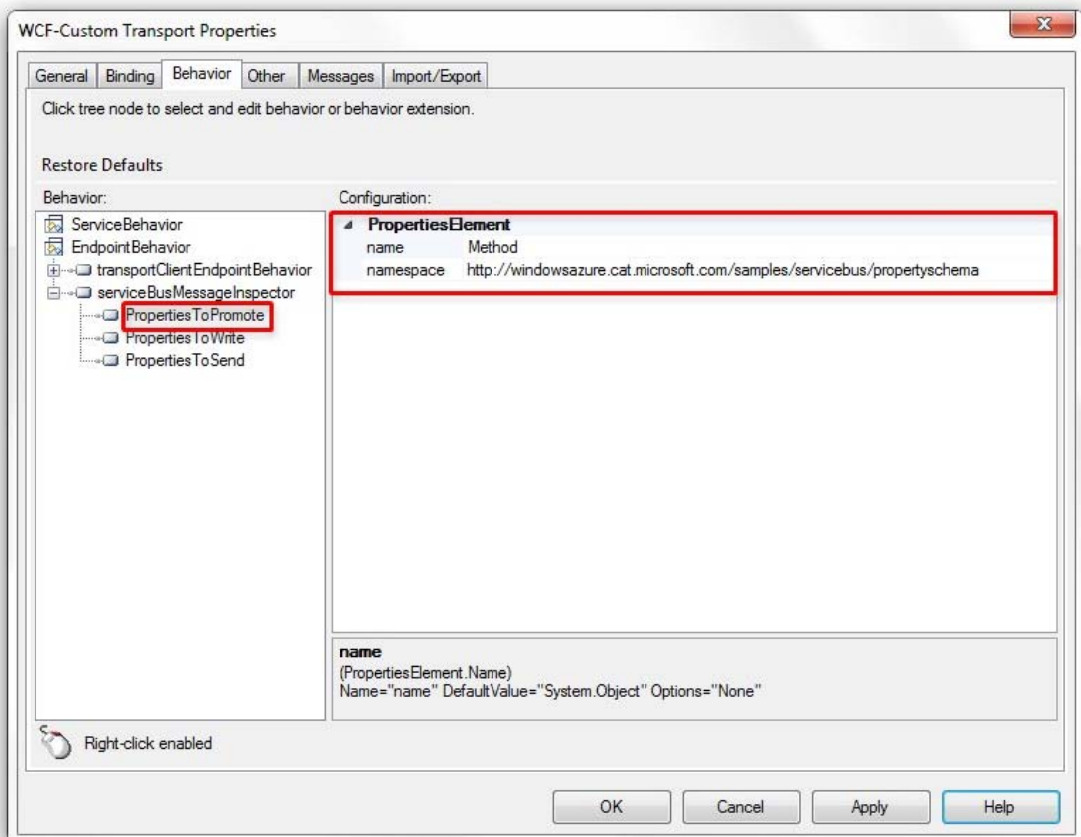 WCF-Custom Transport Properties
General Binding Behavior Other Messages Import/Export
Click tree node to select and edit behavior or behavior extension.
Restore Defaults
Behavior:
ServiceBehavior
EndpointBehavior
transportClientEndpointBehavior
serviceBusMessageInspector
PropertiesToPromote
PropertiesToWrite
PropertiesToSend
Configuration:
PropertiesElement
name Method
namespace http://windowsazure.cat.microsoft.com/samples/servicebus/propertyschema
name
(PropertiesElement.Name)
Name="name" DefaultValue="System.Object" Options="None"
Right-click enabled
OK Cancel Apply Help